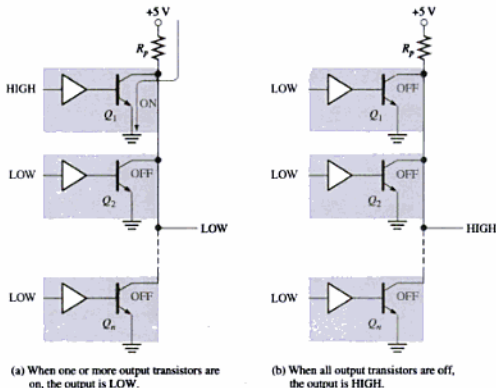 +5 V
Rp
HIGH
ON
Q1
LOW
OFF
Q2
LOW
LOW
OFF
Qn
(a) When one or more output transistors are
on, the output is LOW.
+5 V
Rp
LOW
OFF
Q1
LOW
OFF
Q2
HIGH
LOW
OFF
Qn
(b) When all output transistors are off,
the output is HIGH.